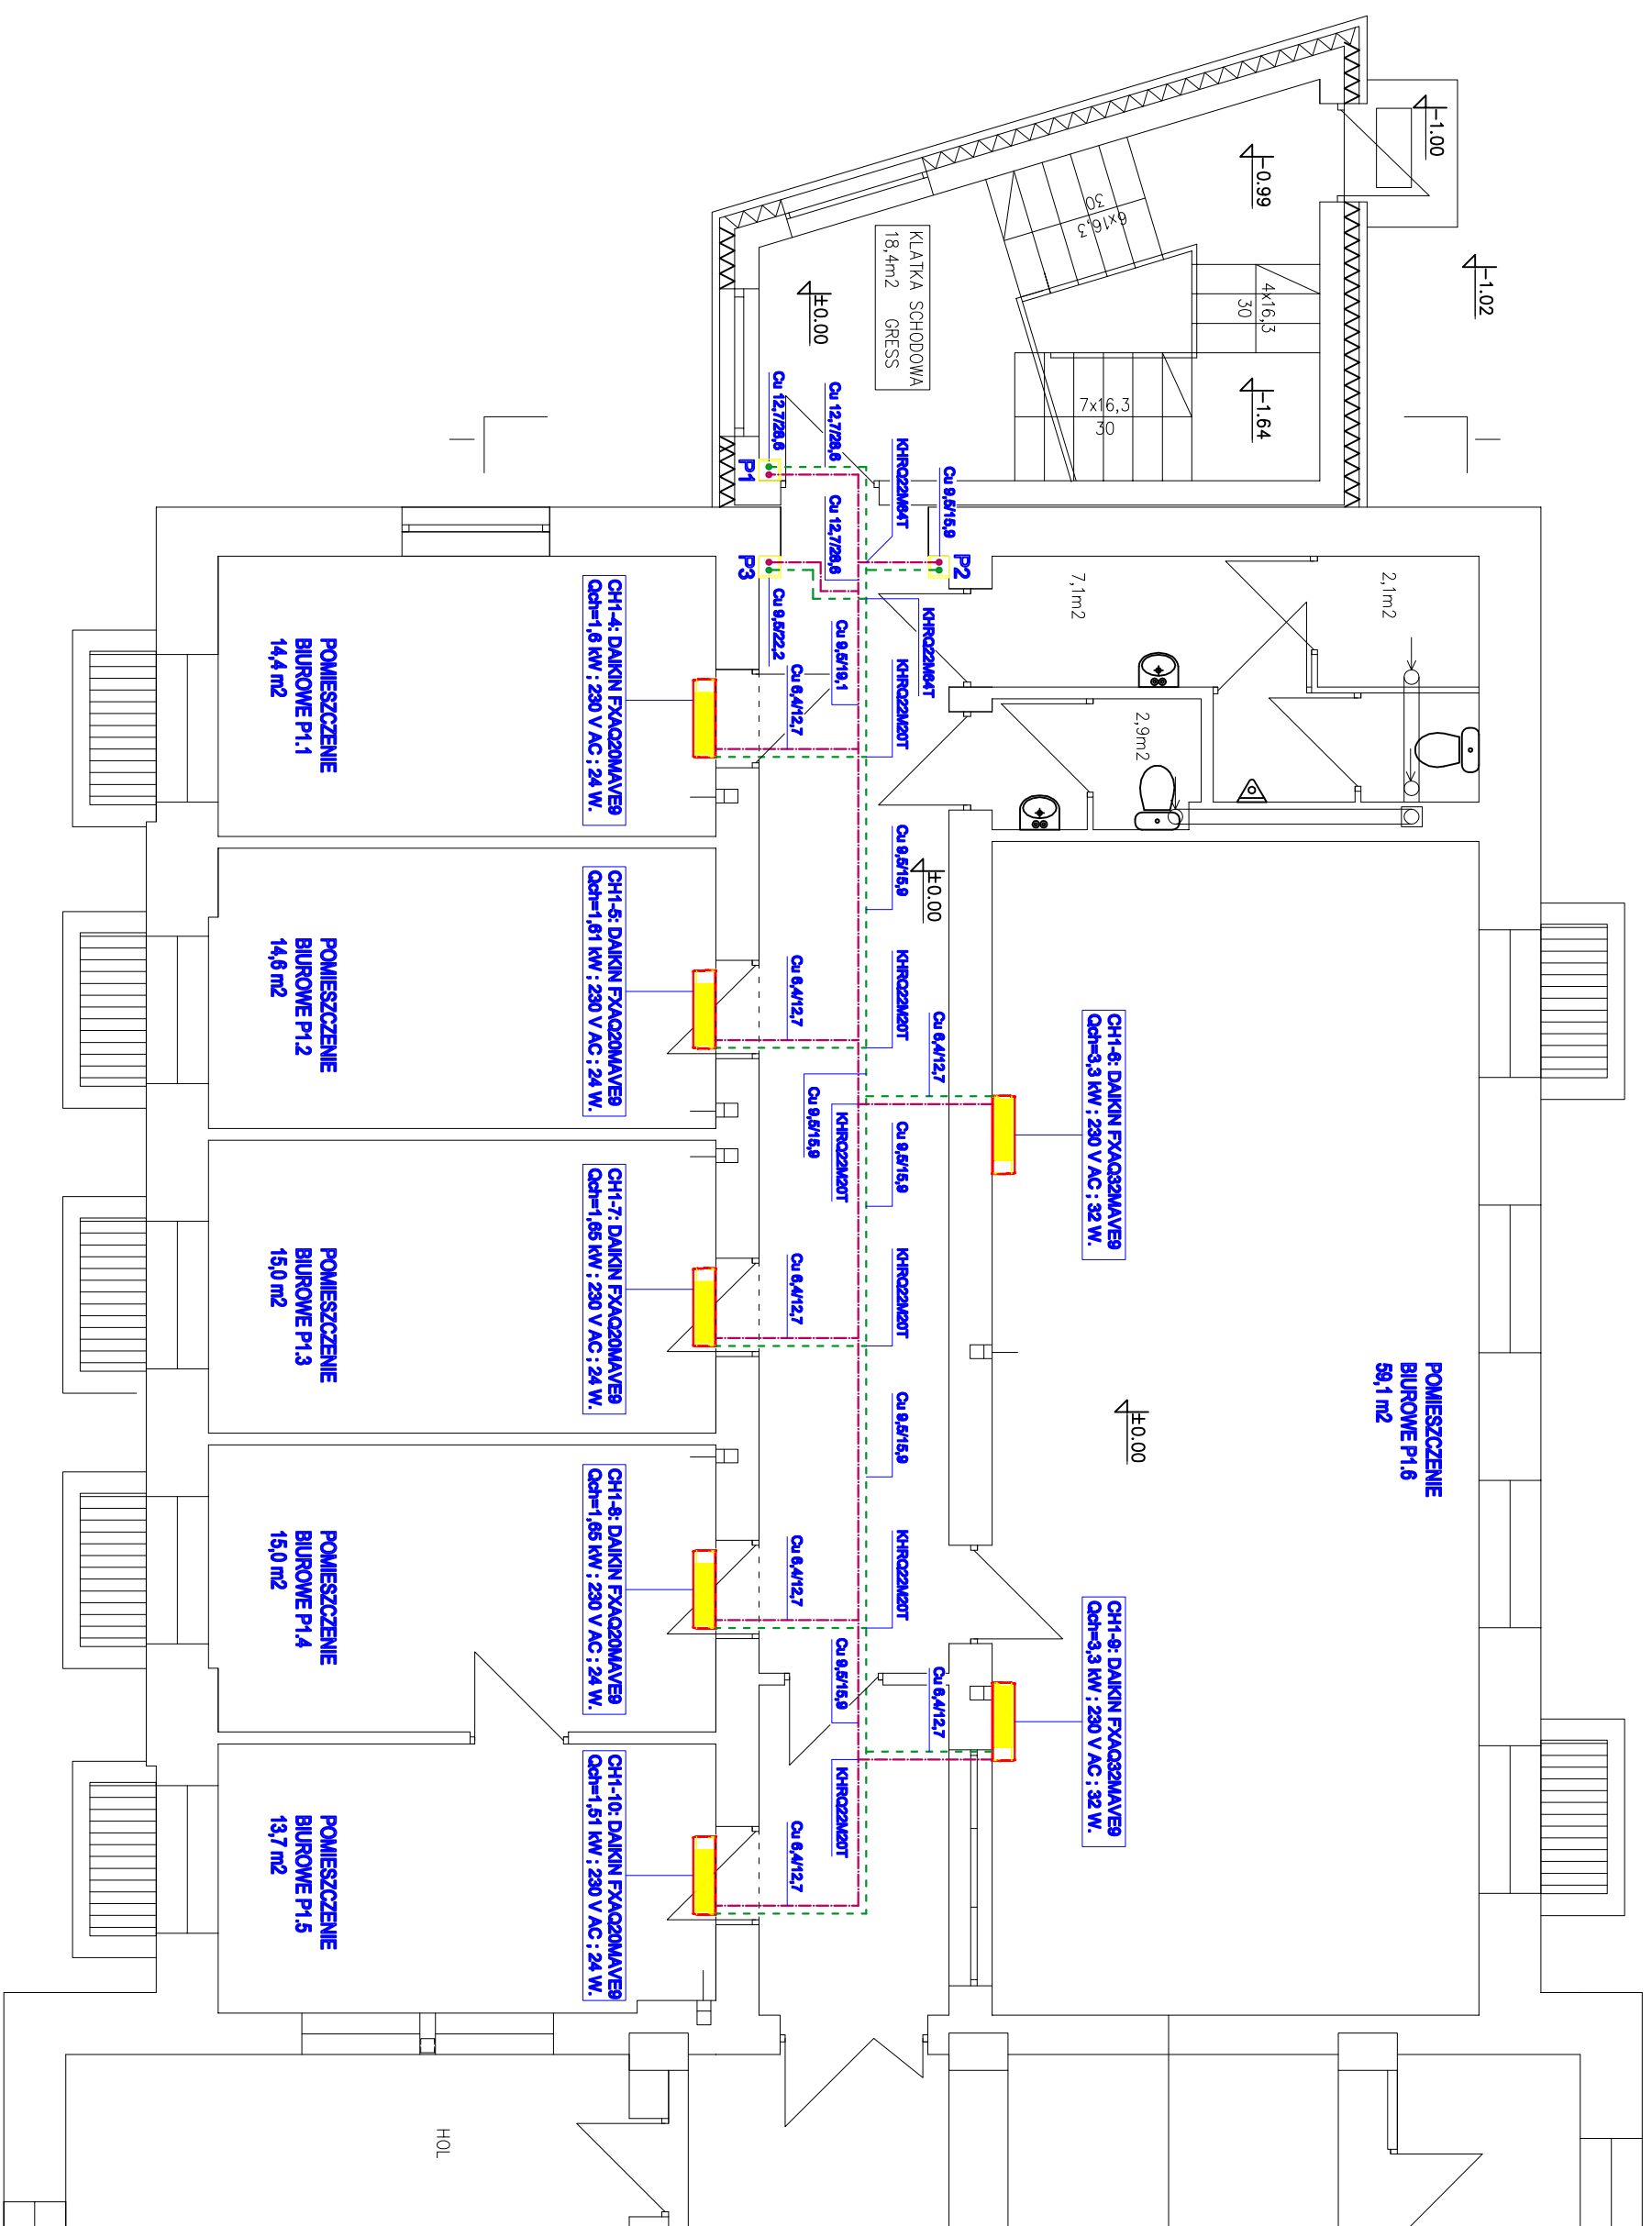 -1.00
-1.02
-0.99
-1.64
6x16,3
30
4x16,3
30
7x16,3
30
KLATKA SCHODOWA
18,4m2 GRESS
±0.00
Cu 12,7/28,6
Cu 12,7/28,6
KHRQ22M64T
Cu 9,5/15,9
P1
P2
P3
Cu 12,7/28,6
Cu 9,5/22,2
Cu 9,5/19,1
KHRQ22M64T
KHRQ22M20T
Cu 6,4/12,7
2,1m2
7,1m2
2,9m2
±0.00
Cu 9,5/15,9
KHRQ22M20T
Cu 6,4/12,7
Cu 6,4/12,7
Cu 9,5/15,9
KHRQ22M20T
Cu 9,5/15,9
KHRQ22M20T
Cu 6,4/12,7
Cu 9,5/15,9
KHRQ22M20T
Cu 6,4/12,7
Cu 9,5/15,9
Cu 6,4/12,7
KHRQ22M20T
Cu 6,4/12,7
CH1-6: DAIKIN FXAQ32MAVE9
Qch=3,3 kW ; 230 V AC ; 32 W.
POMIESZCZENIE
BIUROWE P1.6
59,1 m2
±0.00
CH1-9: DAIKIN FXAQ32MAVE9
Qch=3,3 kW ; 230 V AC ; 32 W.
CH1-4: DAIKIN FXAQ20MAVE9
Qch=1,6 kW ; 230 V AC ; 24 W.
POMIESZCZENIE
BIUROWE P1.1
14,4 m2
CH1-5: DAIKIN FXAQ20MAVE9
Qch=1,61 kW ; 230 V AC ; 24 W.
POMIESZCZENIE
BIUROWE P1.2
14,6 m2
CH1-7: DAIKIN FXAQ20MAVE9
Qch=1,65 kW ; 230 V AC ; 24 W.
POMIESZCZENIE
BIUROWE P1.3
15,0 m2
CH1-8: DAIKIN FXAQ20MAVE9
Qch=1,65 kW ; 230 V AC ; 24 W.
POMIESZCZENIE
BIUROWE P1.4
15,0 m2
CH1-10: DAIKIN FXAQ20MAVE9
Qch=1,51 kW ; 230 V AC ; 24 W.
POMIESZCZENIE
BIUROWE P1.5
13,7 m2
HOL